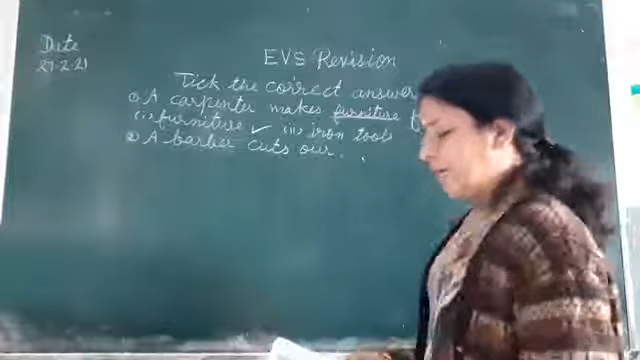 Date
27.2.21
EVS Revision
Tick the correct answer
① A carpenter makes furniture
(i) furniture ✓ (ii) iron tools
② A barber cuts our.